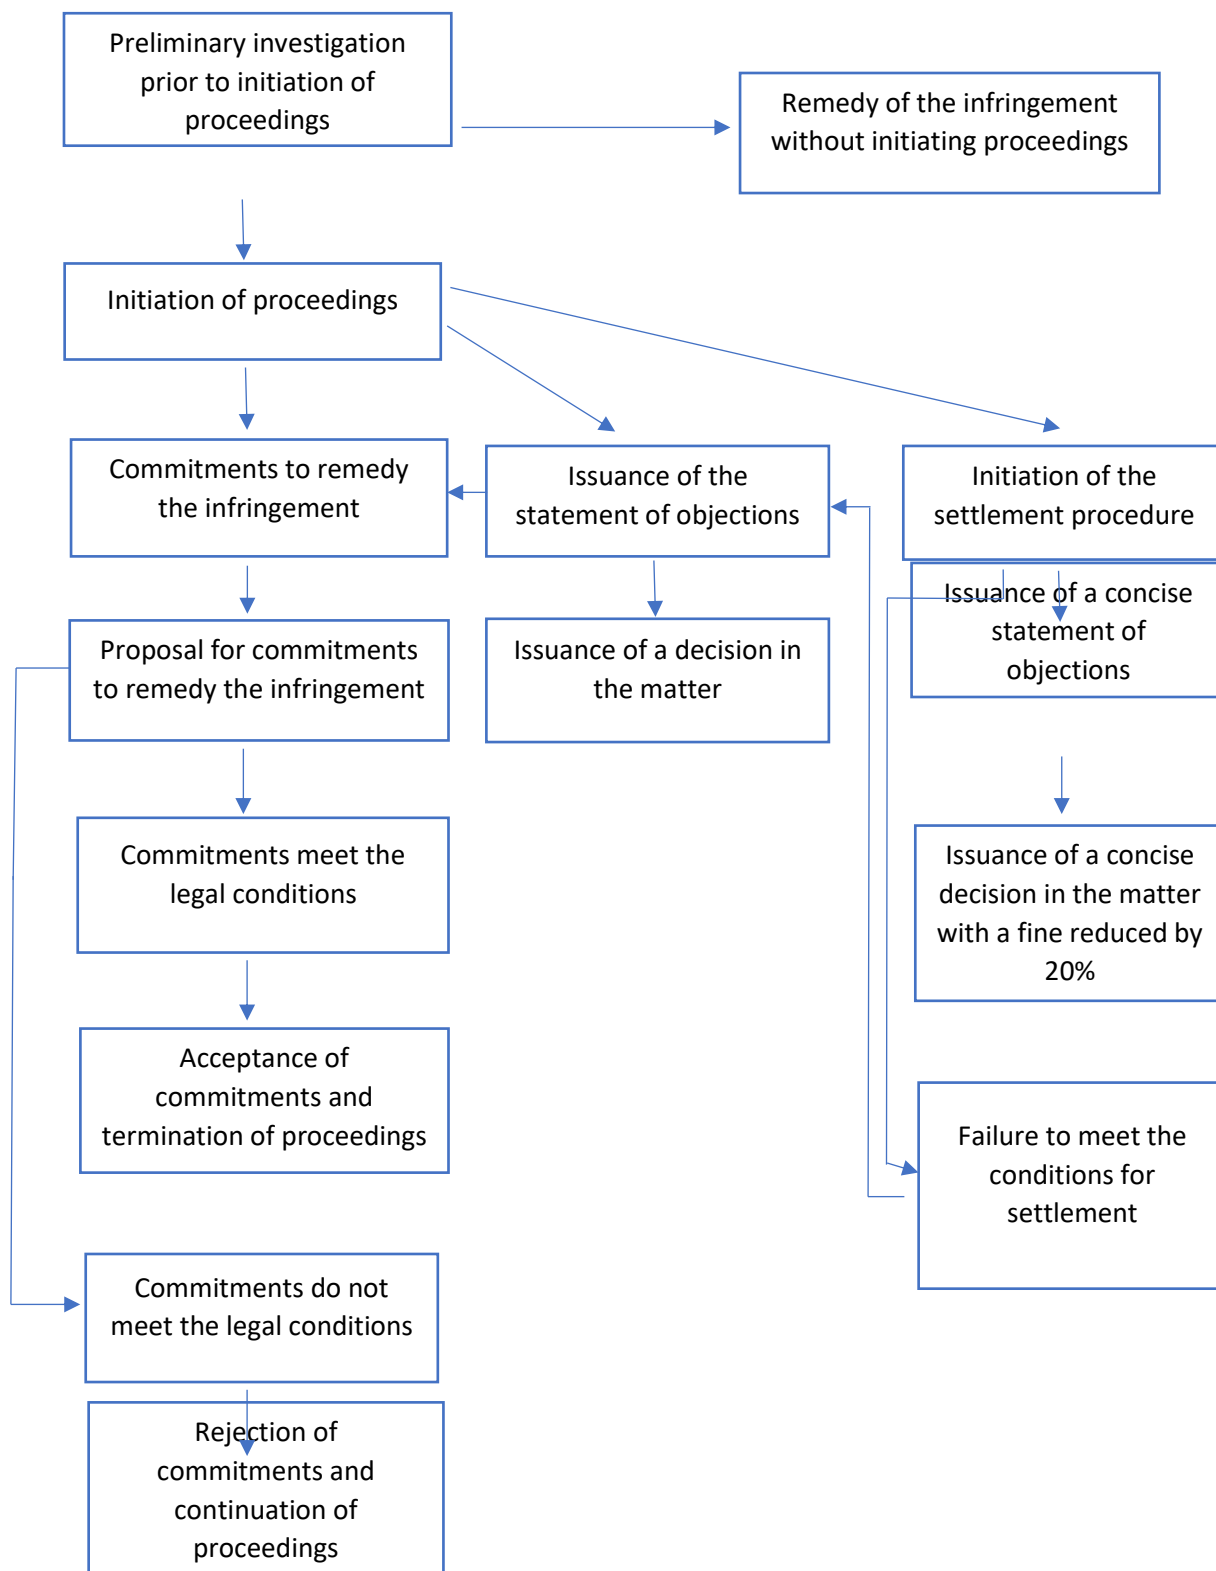 Preliminary investigation
prior to initiation of
proceedings
Remedy of the infringement
without initiating proceedings
Initiation of proceedings
Commitments to remedy
the infringement
Issuance of the
statement of objections
Initiation of the
settlement procedure
Issuance of a concise
statement of
objections
Proposal for commitments
to remedy the infringement
Issuance of a decision in
the matter
Commitments meet the
legal conditions
Issuance of a concise
decision in the matter
with a fine reduced by
20%
Acceptance of
commitments and
termination of proceedings
Failure to meet the
conditions for
settlement
Commitments do not
meet the legal conditions
Rejection of
commitments and
continuation of
proceedings